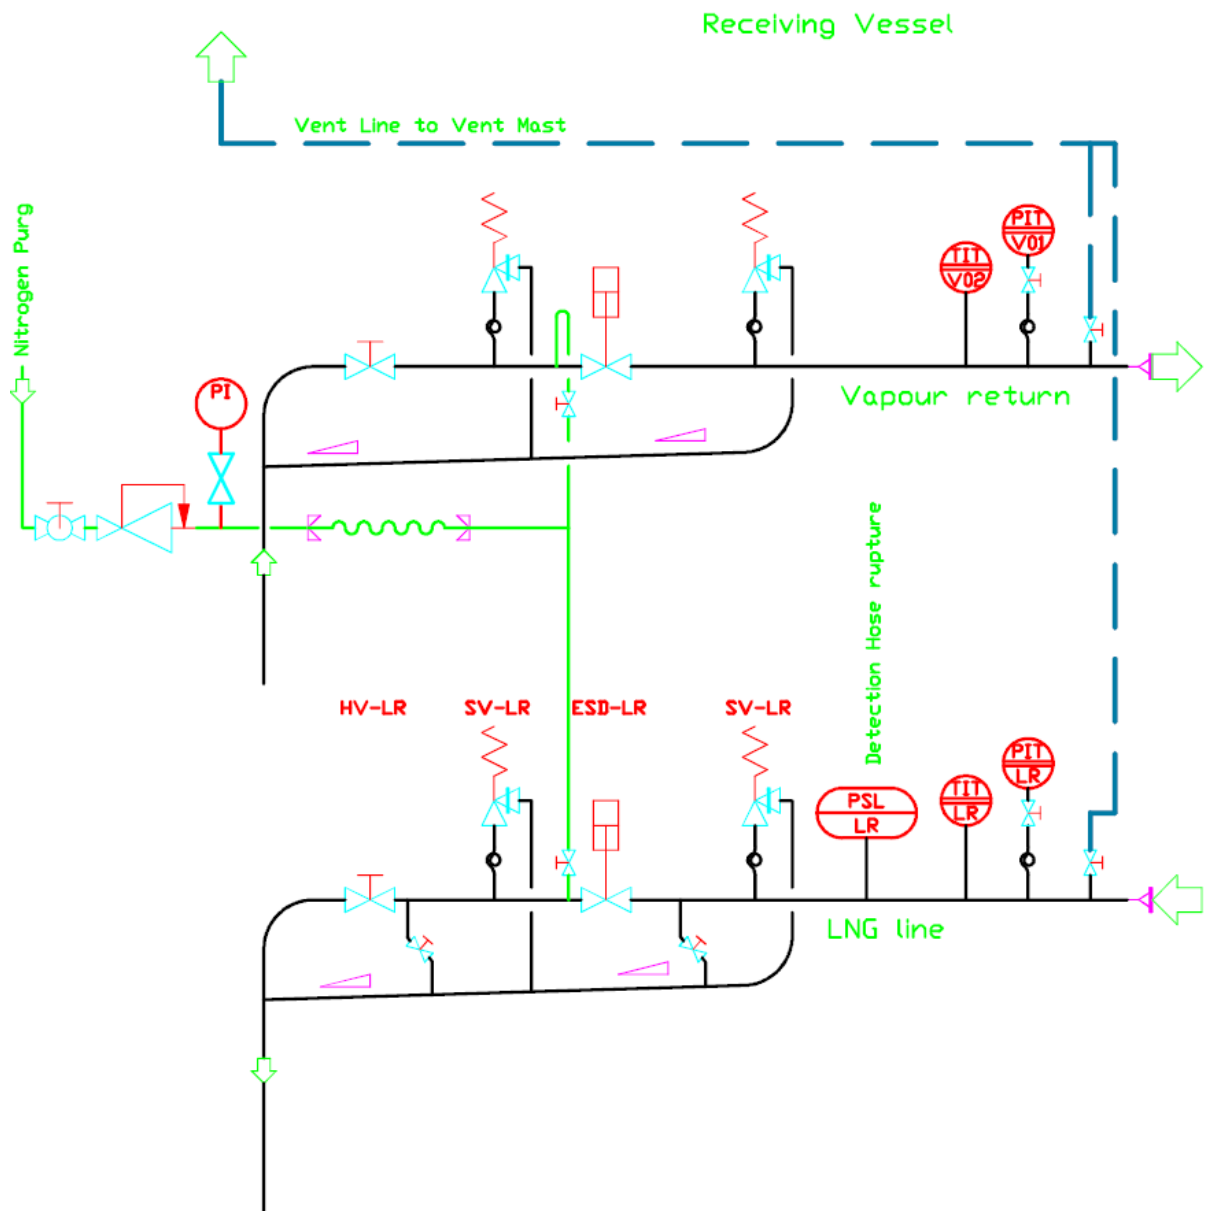 Receiving Vessel
Vent Line to Vent Mast
Nitrogen Purg
PIT
V01
TIT
V02
PI
Vapour return
Detection Hose rupture
HV-LR
SV-LR
ESD-LR
SV-LR
PIT
LR
TIT
LR
PSL
LR
LNG line